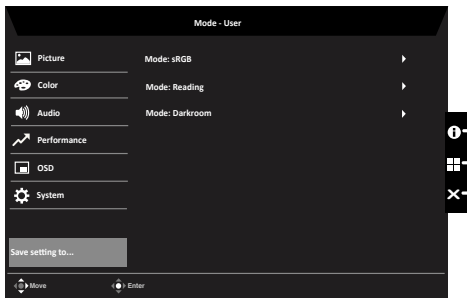 Mode - User
Picture
Mode: sRGB
Color
Mode: Reading
Audio
Mode: Darkroom
Performance
OSD
System
Save setting to...
Move
Enter